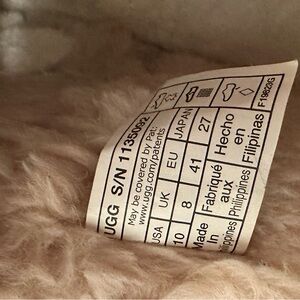 UGG S/N 1135092
May be covered by Pat.
www.ugg.com/patents
USA UK EU JAPAN
10 8 41 27
Made In Philippines
Fabriqué aux Philippines
Hecho en Filipinas
F19829G